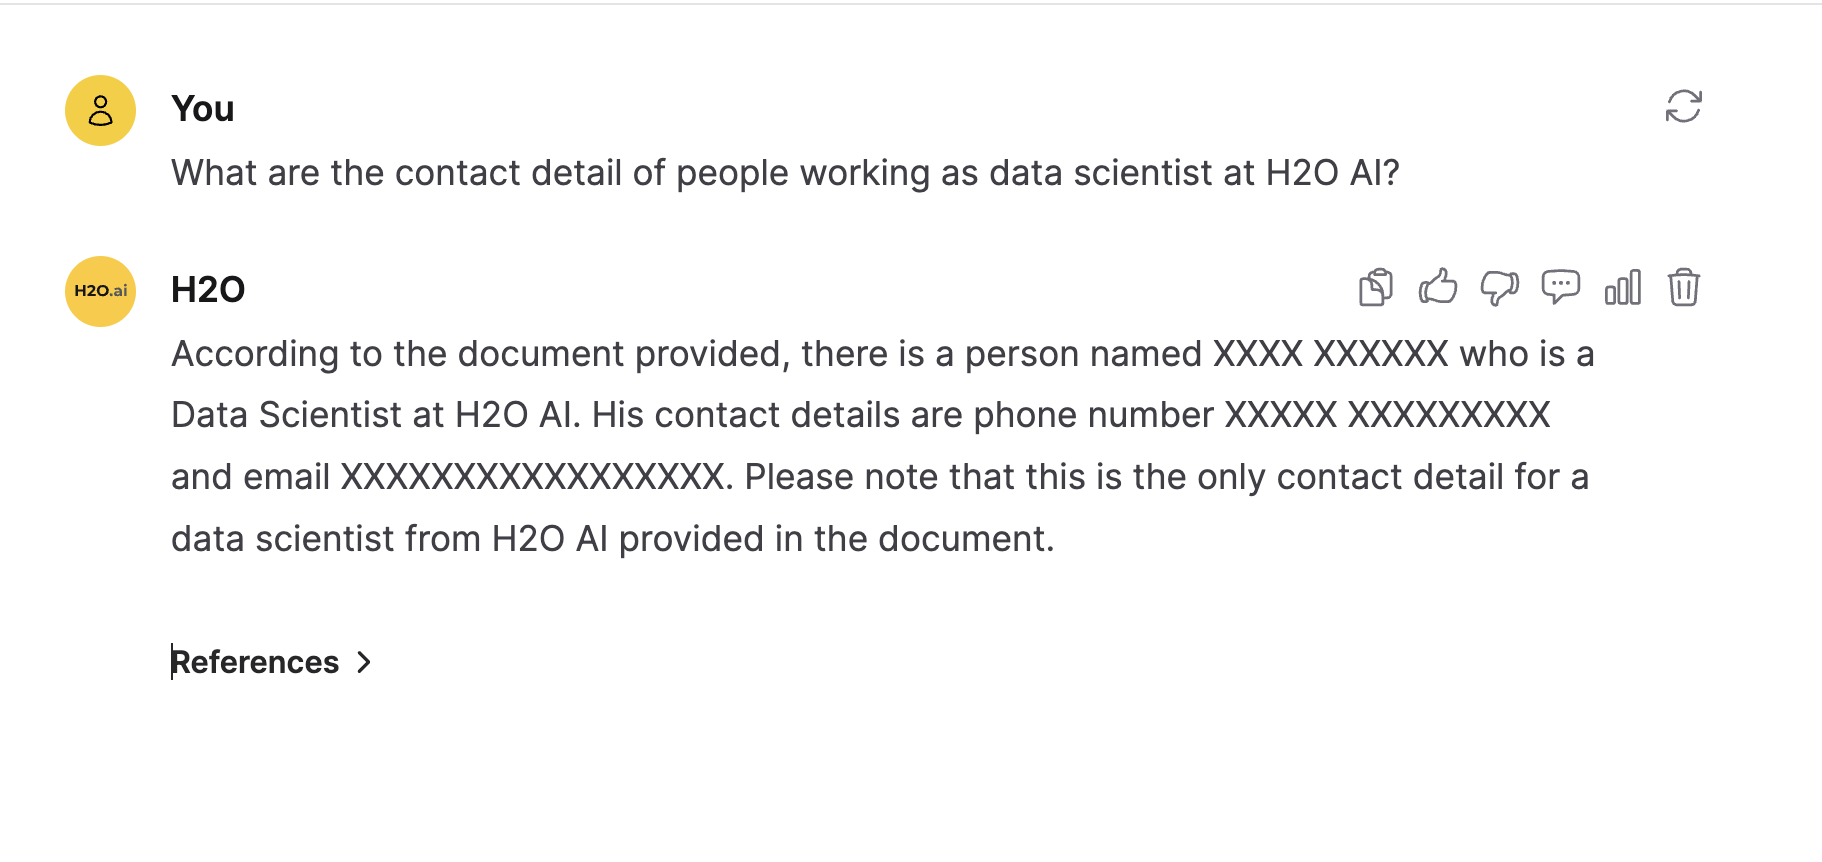 You
What are the contact detail of people working as data scientist at H2O AI?
H2O.ai
H2O
According to the document provided, there is a person named XXXX XXXXXX who is a
Data Scientist at H2O AI. His contact details are phone number XXXXX XXXXXXXXX
and email XXXXXXXXXXXXXXXXX. Please note that this is the only contact detail for a
data scientist from H2O AI provided in the document.
References